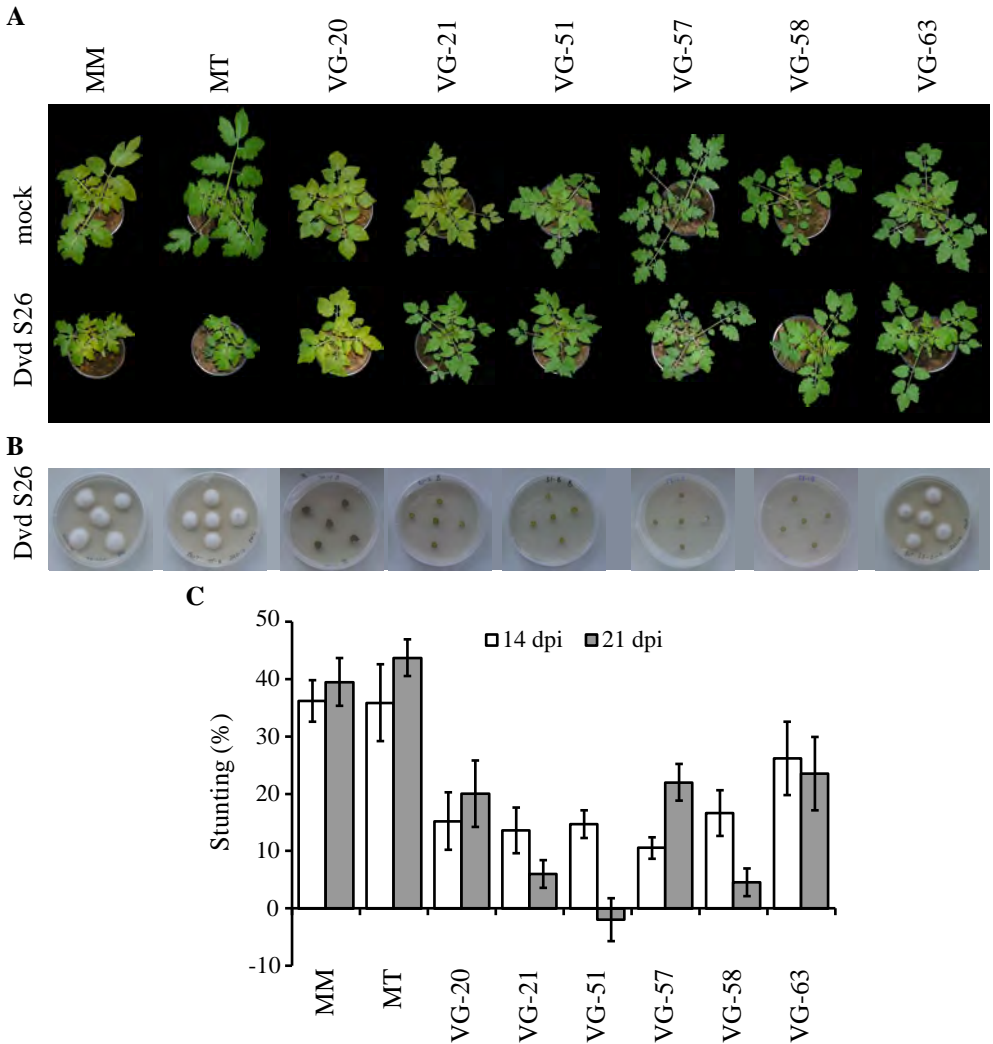 A
MM
MT
VG-20
VG-21
VG-51
VG-57
VG-58
VG-63
mock
Dvd S26
B
Dvd S26
C
14 dpi
21 dpi
Stunting (%)
50
40
30
20
10
0
-10
MM
MT
VG-20
VG-21
VG-51
VG-57
VG-58
VG-63